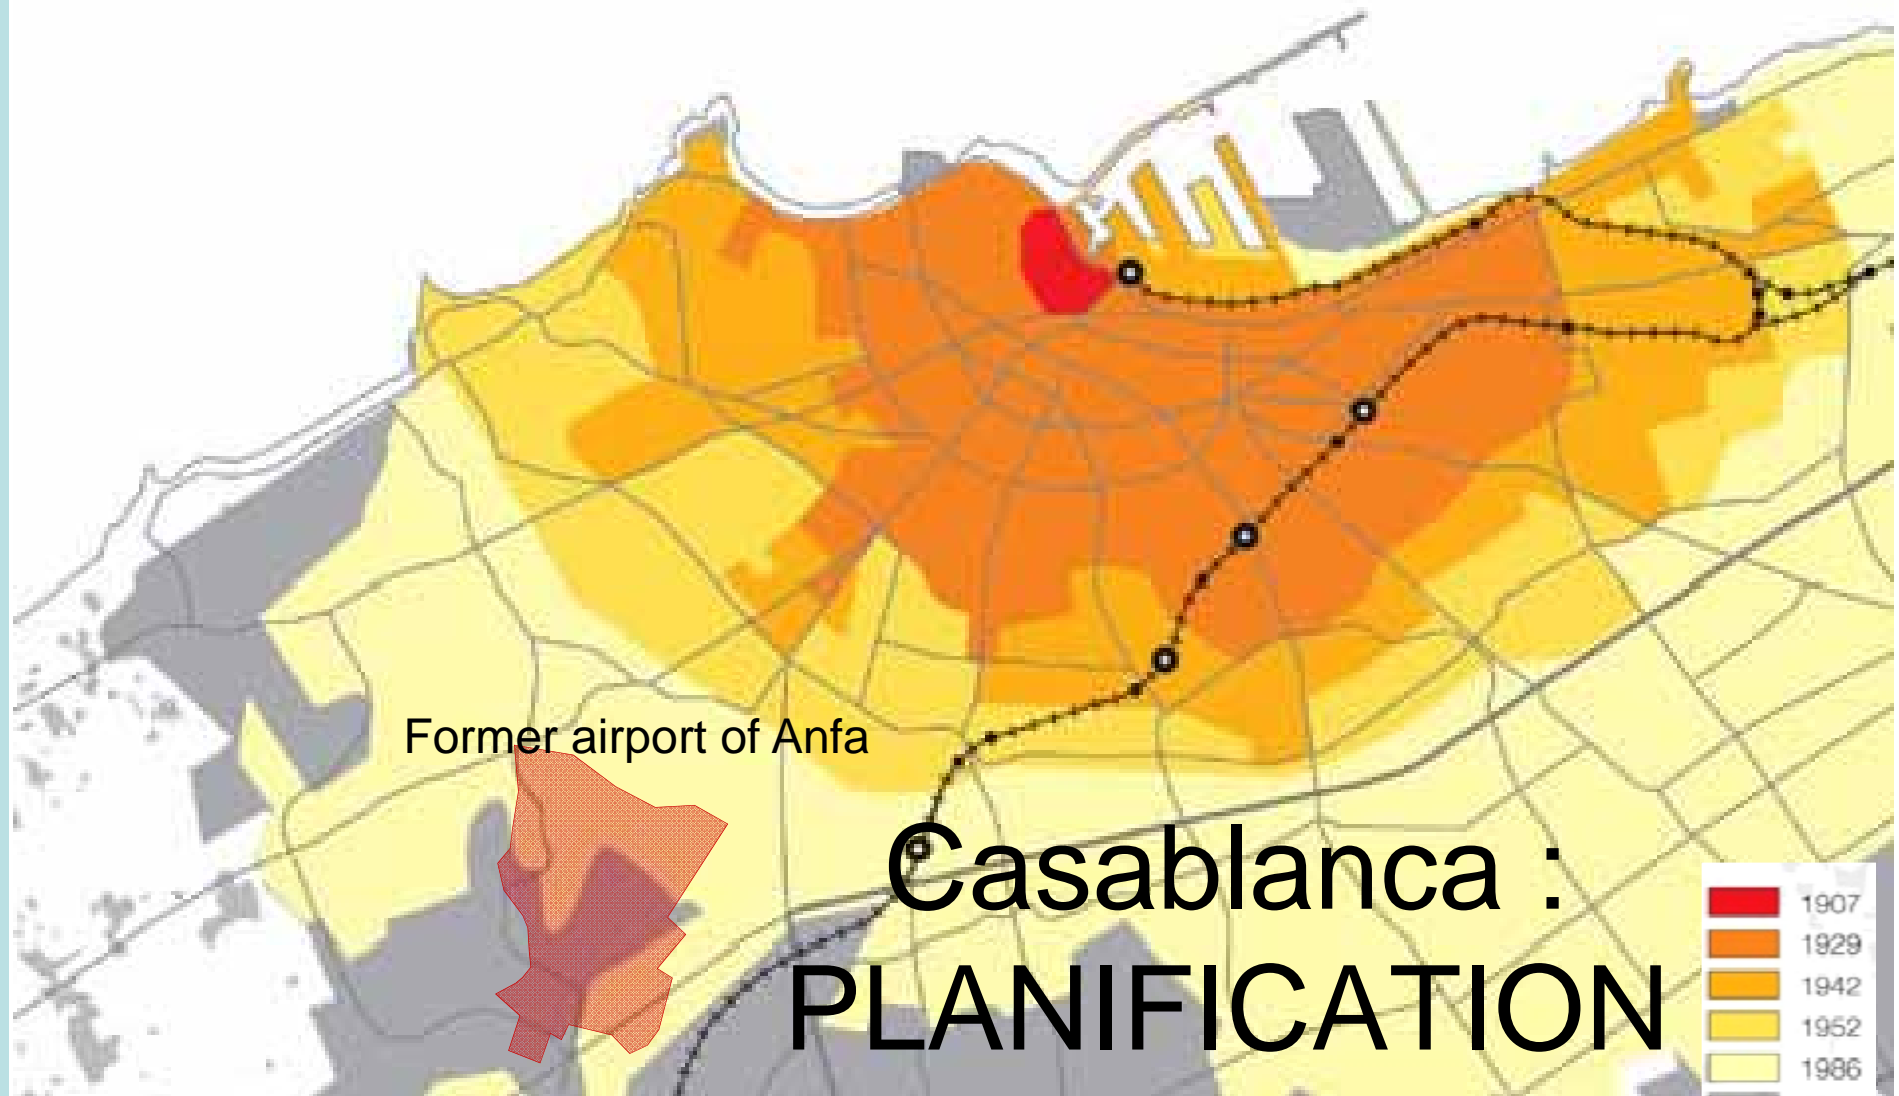 Former airport of Anfa
Casablanca :
PLANIFICATION
1907
1929
1942
1952
1986